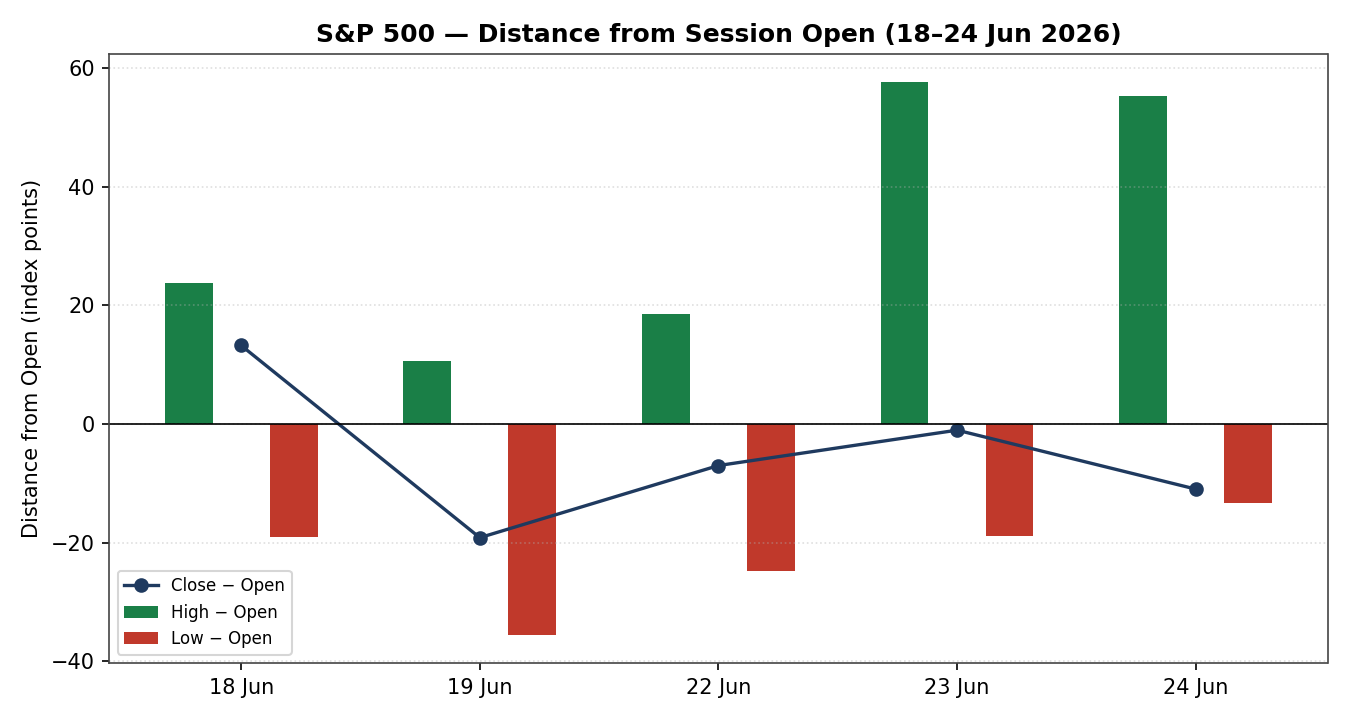 S&P 500 — Distance from Session Open (18–24 Jun 2026)
Distance from Open (index points)
60
40
20
0
−20
−40
Close − Open
High − Open
Low − Open
18 Jun
19 Jun
22 Jun
23 Jun
24 Jun